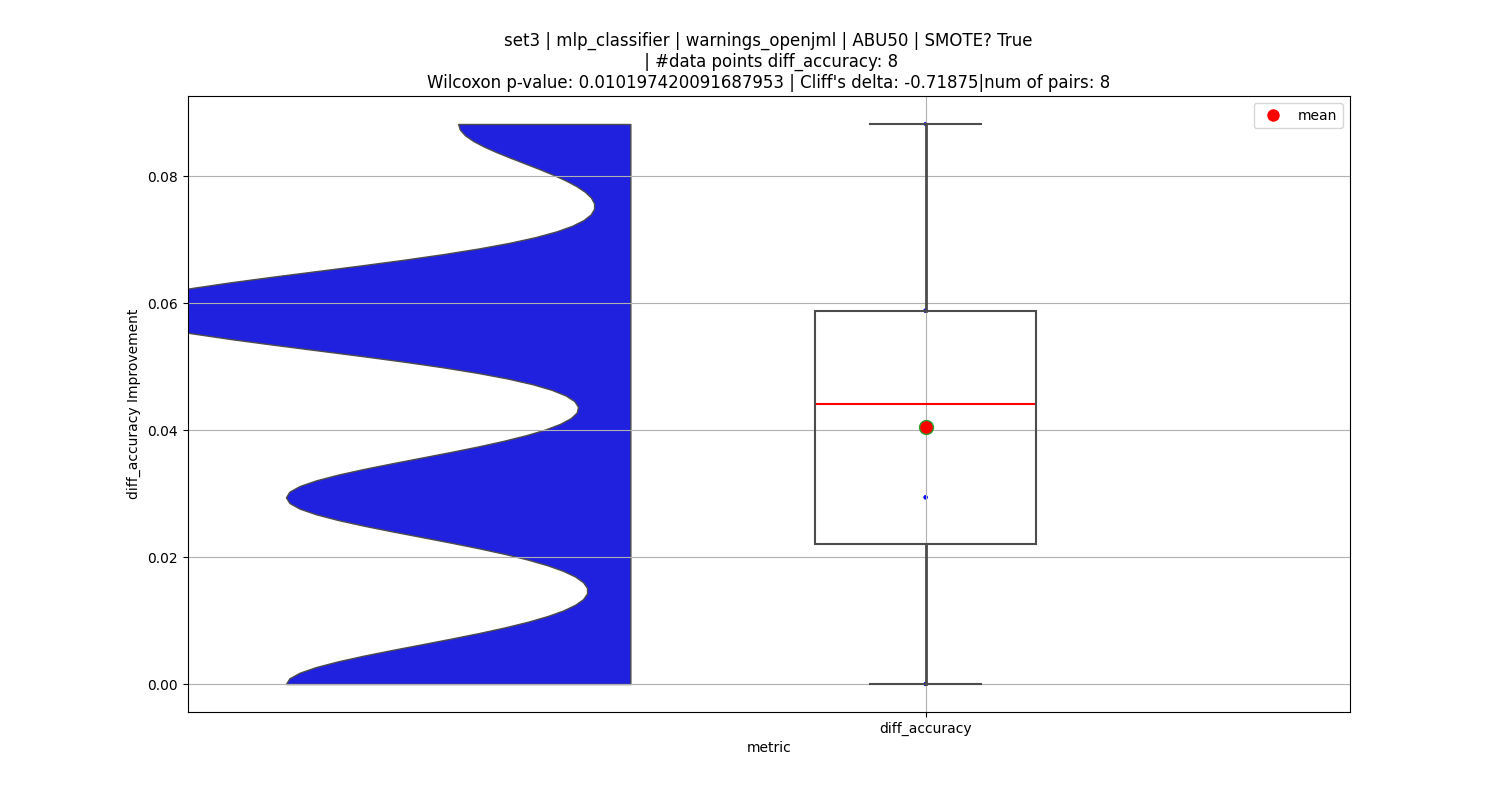 set3 | mlp_classifier | warnings_openjml | ABU50 | SMOTE? True
| #data points diff_accuracy: 8
Wilcoxon p-value: 0.010197420091687953 | Cliff's delta: -0.71875|num of pairs: 8
mean
0.08
0.06
0.04
0.02
0.00
diff_accuracy Improvement
diff_accuracy
metric